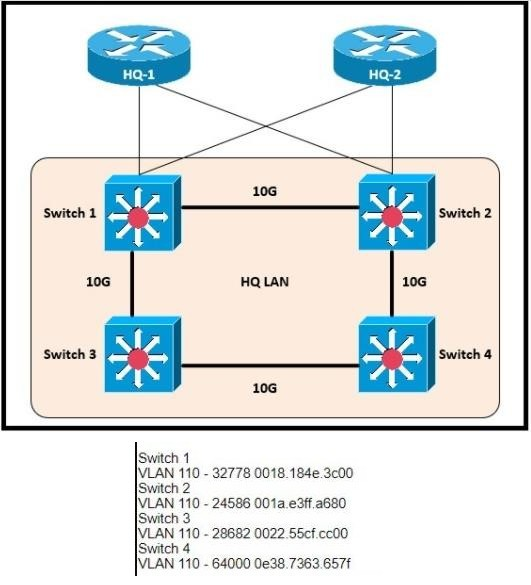 HQ-1
HQ-2
10G
Switch 1
Switch 2
10G
HQ LAN
10G
Switch 3
Switch 4
10G
Switch 1
VLAN 110 - 32778 0018.184e.3c00
Switch 2
VLAN 110 - 24586 001a.e3ff.a680
Switch 3
VLAN 110 - 28682 0022.55cf.cc00
Switch 4
VLAN 110 - 64000 0e38.7363.657f